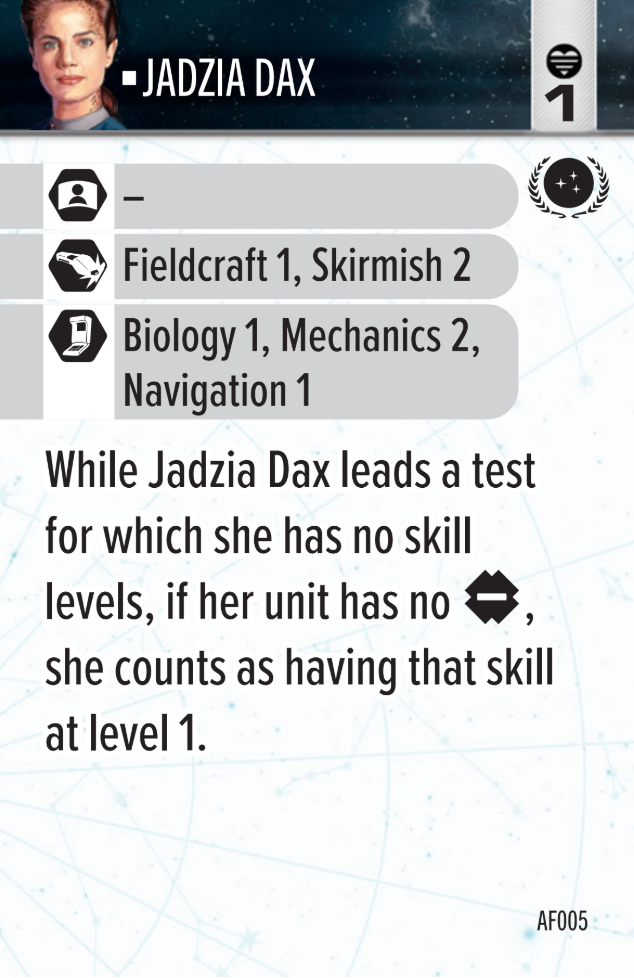 ▪ JADZIA DAX
1
–
Fieldcraft 1, Skirmish 2
Biology 1, Mechanics 2,
Navigation 1
While Jadzia Dax leads a test
for which she has no skill
levels, if her unit has no ,
she counts as having that skill
at level 1.
AF005